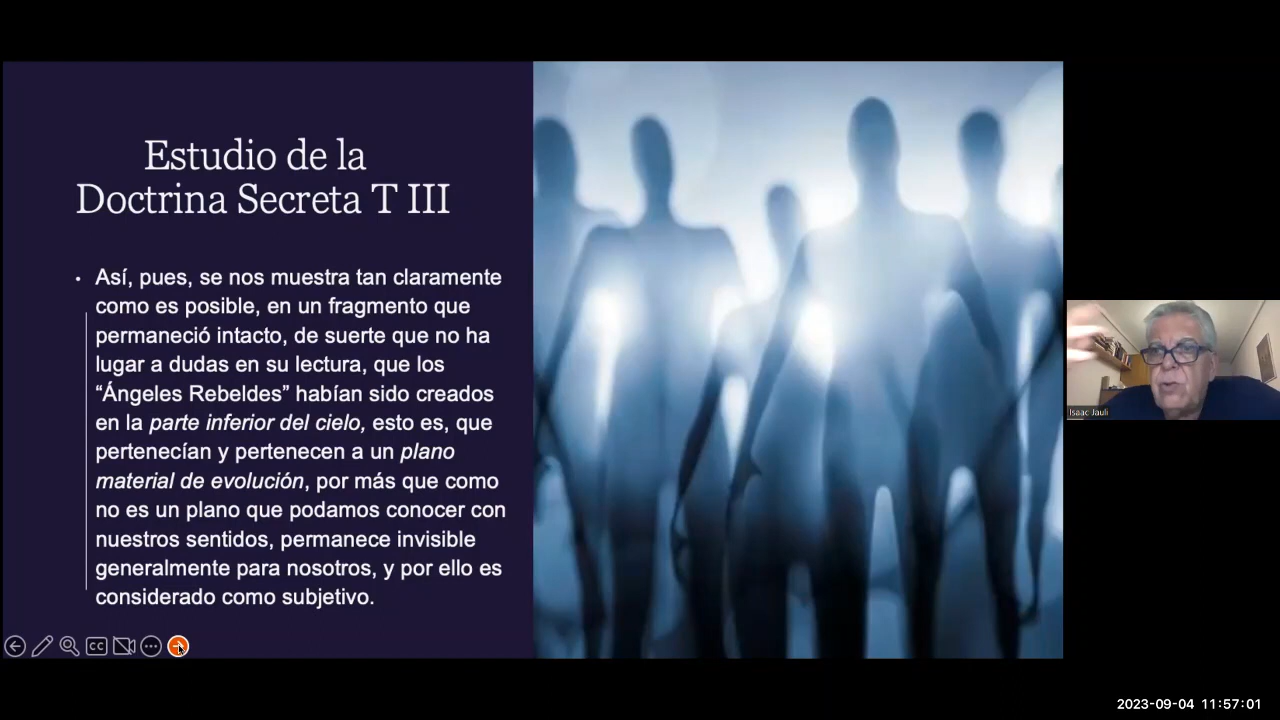 Estudio de la
Doctrina Secreta T III
• Así, pues, se nos muestra tan claramente
como es posible, en un fragmento que
permaneció intacto, de suerte que no ha
lugar a dudas en su lectura, que los
“Ángeles Rebeldes” habían sido creados
en la parte inferior del cielo, esto es, que
pertenecían y pertenecen a un plano
material de evolución, por más que como
no es un plano que podamos conocer con
nuestros sentidos, permanece invisible
generalmente para nosotros, y por ello es
considerado como subjetivo.
CC
Isaac Jauli
2023-09-04 11:57:01